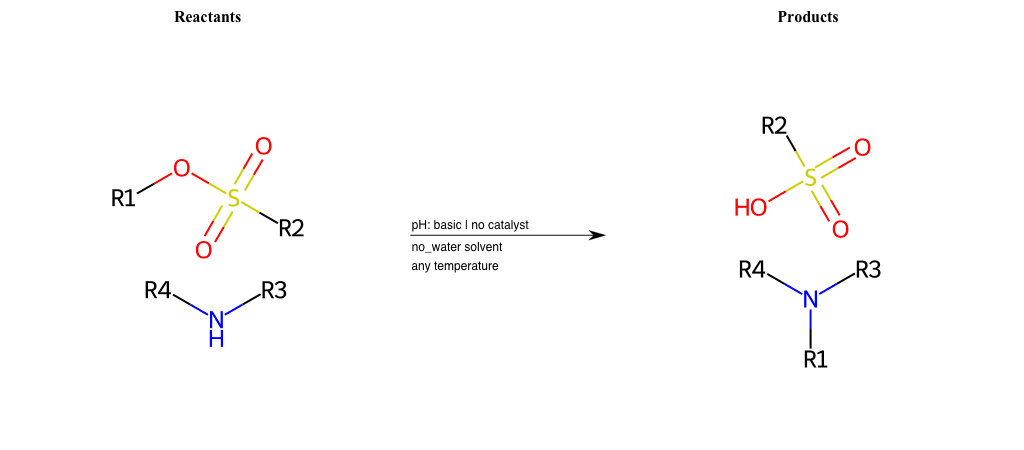 Reactants
Products
O
O
R1
S
O
R2
R4
R3
N
H
pH: basic | no catalyst
no_water solvent
any temperature
R2
O
S
HO
O
R4
R3
N
R1